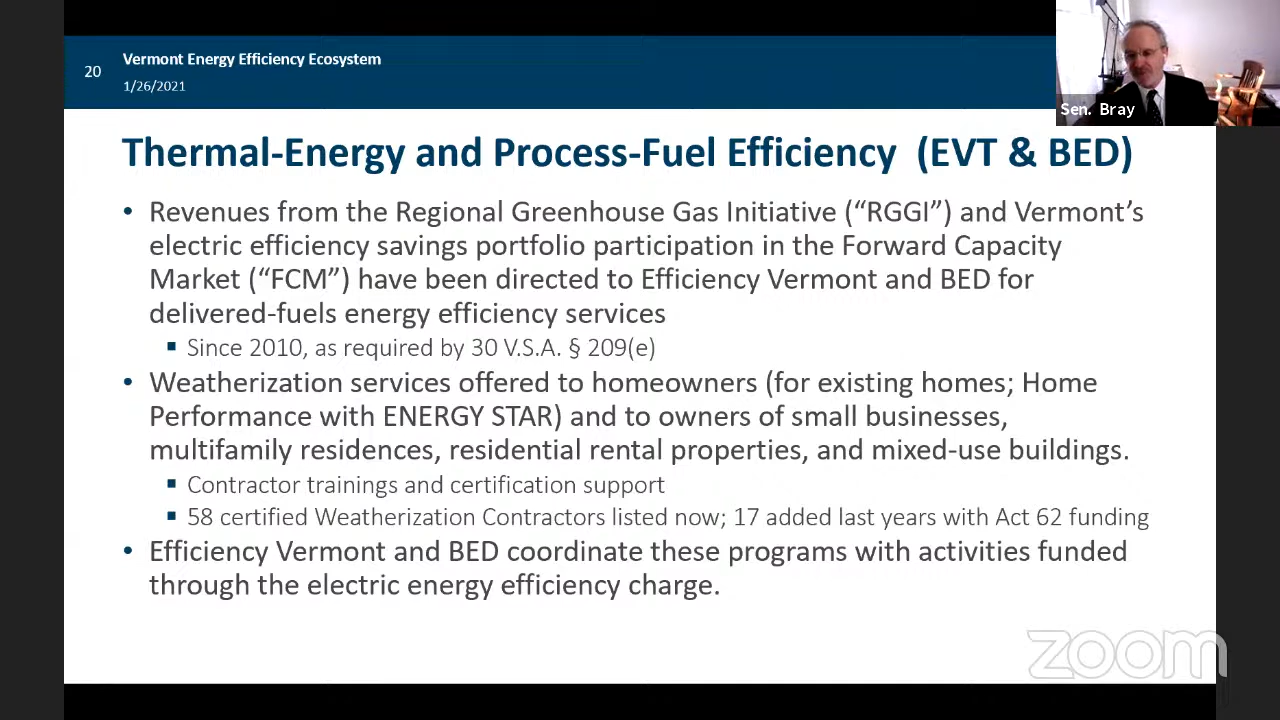 20
Vermont Energy Efficiency Ecosystem
1/26/2021
Sen. Bray
Thermal-Energy and Process-Fuel Efficiency (EVT & BED)
• Revenues from the Regional Greenhouse Gas Initiative (“RGGI”) and Vermont’s
electric efficiency savings portfolio participation in the Forward Capacity
Market (“FCM”) have been directed to Efficiency Vermont and BED for
delivered-fuels energy efficiency services
▪ Since 2010, as required by 30 V.S.A. § 209(e)
• Weatherization services offered to homeowners (for existing homes; Home
Performance with ENERGY STAR) and to owners of small businesses,
multifamily residences, residential rental properties, and mixed-use buildings.
▪ Contractor trainings and certification support
▪ 58 certified Weatherization Contractors listed now; 17 added last years with Act 62 funding
• Efficiency Vermont and BED coordinate these programs with activities funded
through the electric energy efficiency charge.
zoom